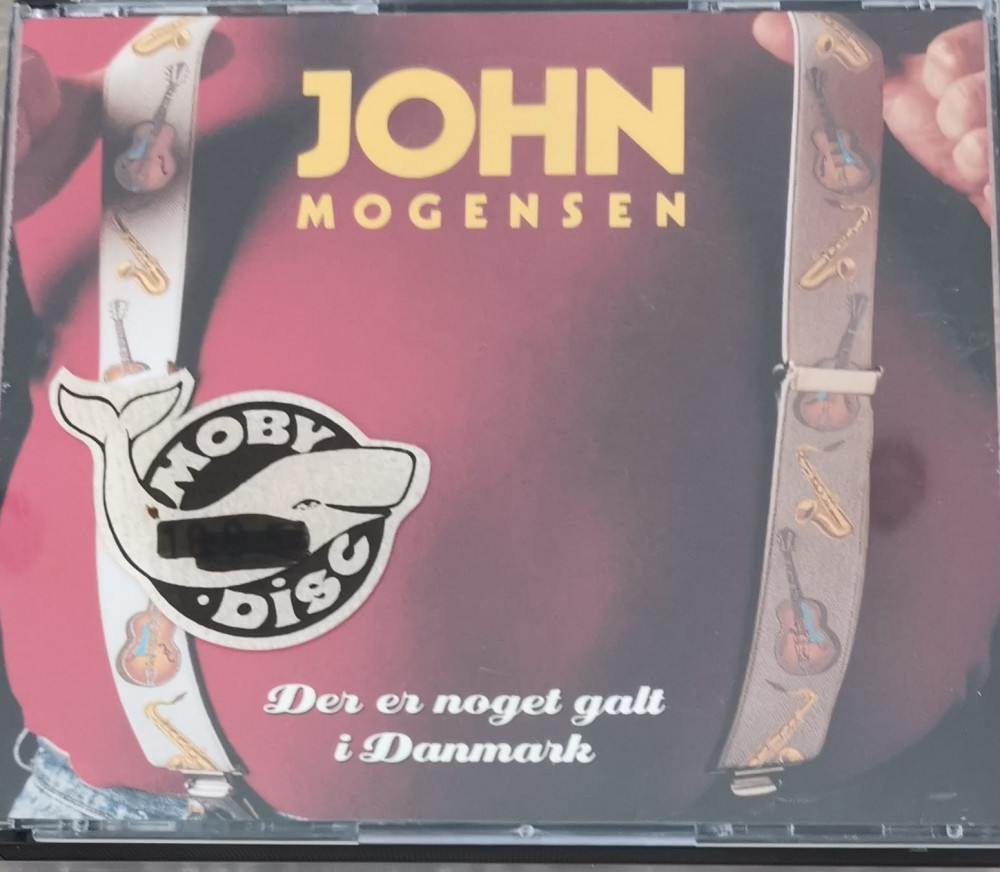 JOHN
MOGENSEN
MOBY
DISC
Der er noget galt
i Danmark